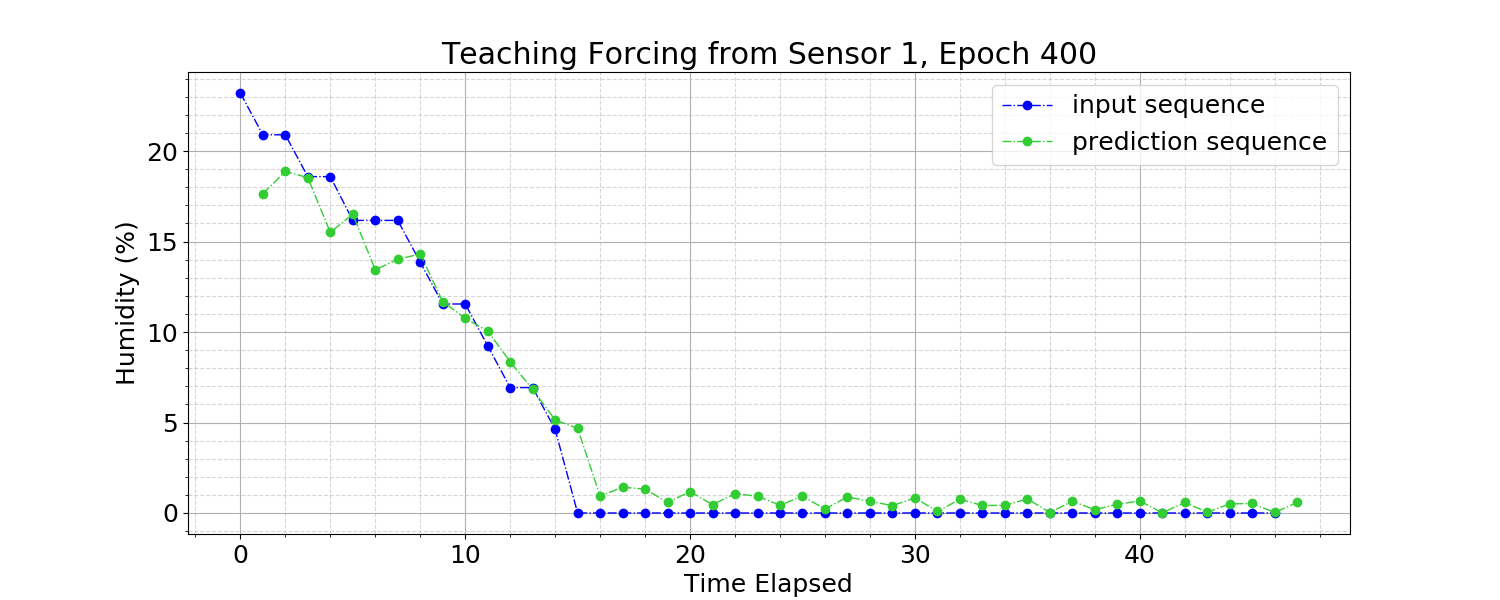 Teaching Forcing from Sensor 1, Epoch 400
input sequence
prediction sequence
Humidity (%)
20
15
10
5
0
0 10 20 30 40
Time Elapsed